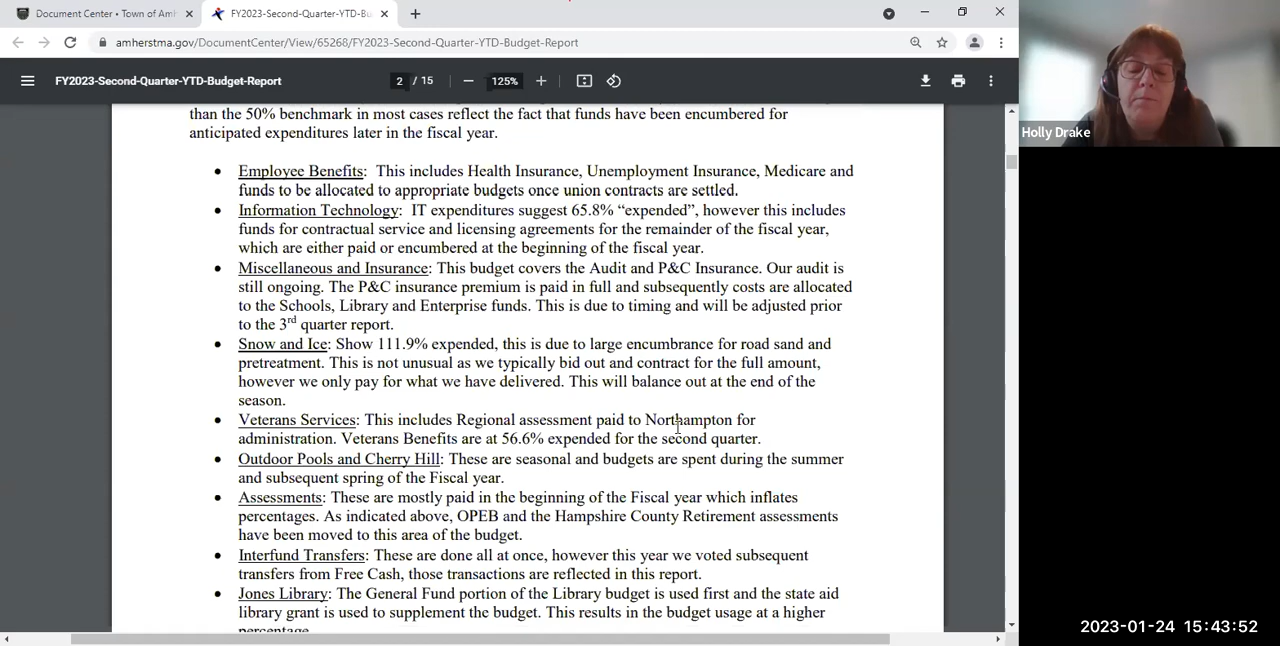 Document Center • Town of Amh
FY2023-Second-Quarter-YTD-Bu
amherstma.gov/DocumentCenter/View/65268/FY2023-Second-Quarter-YTD-Budget-Report
FY2023-Second-Quarter-YTD-Budget-Report
2 / 15
125%
than the 50% benchmark in most cases reflect the fact that funds have been encumbered for
anticipated expenditures later in the fiscal year.
• Employee Benefits: This includes Health Insurance, Unemployment Insurance, Medicare and
funds to be allocated to appropriate budgets once union contracts are settled.
• Information Technology: IT expenditures suggest 65.8% “expended”, however this includes
funds for contractual service and licensing agreements for the remainder of the fiscal year,
which are either paid or encumbered at the beginning of the fiscal year.
• Miscellaneous and Insurance: This budget covers the Audit and P&C Insurance. Our audit is
still ongoing. The P&C insurance premium is paid in full and subsequently costs are allocated
to the Schools, Library and Enterprise funds. This is due to timing and will be adjusted prior
to the 3rd quarter report.
• Snow and Ice: Show 111.9% expended, this is due to large encumbrance for road sand and
pretreatment. This is not unusual as we typically bid out and contract for the full amount,
however we only pay for what we have delivered. This will balance out at the end of the
season.
• Veterans Services: This includes Regional assessment paid to Northampton for
administration. Veterans Benefits are at 56.6% expended for the second quarter.
• Outdoor Pools and Cherry Hill: These are seasonal and budgets are spent during the summer
and subsequent spring of the Fiscal year.
• Assessments: These are mostly paid in the beginning of the Fiscal year which inflates
percentages. As indicated above, OPEB and the Hampshire County Retirement assessments
have been moved to this area of the budget.
• Interfund Transfers: These are done all at once, however this year we voted subsequent
transfers from Free Cash, those transactions are reflected in this report.
• Jones Library: The General Fund portion of the Library budget is used first and the state aid
library grant is used to supplement the budget. This results in the budget usage at a higher
percentage.
Holly Drake
2023-01-24 15:43:52